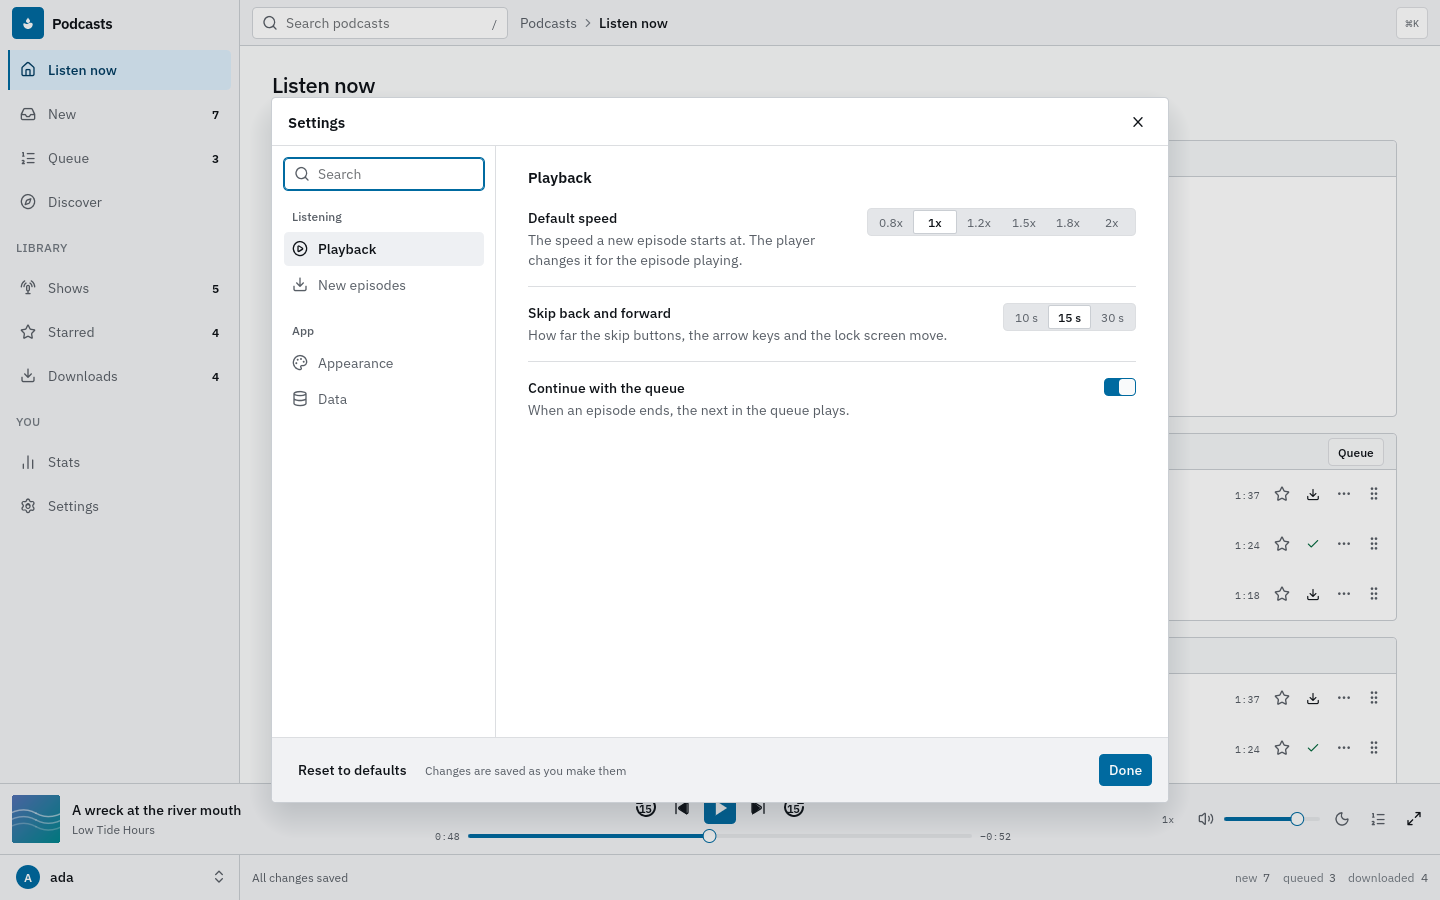 Podcasts
Search podcasts
/
Podcasts
Listen now
⌘K
Listen now
New
7
Queue
3
Discover
LIBRARY
Shows
5
Starred
4
Downloads
4
YOU
Stats
Settings
Listen now
Settings
Search
Listening
Playback
New episodes
App
Appearance
Data
Playback
Default speed
The speed a new episode starts at. The player
changes it for the episode playing.
0.8x
1x
1.2x
1.5x
1.8x
2x
Skip back and forward
How far the skip buttons, the arrow keys and the lock screen move.
10 s
15 s
30 s
Continue with the queue
When an episode ends, the next in the queue plays.
Reset to defaults
Changes are saved as you make them
Done
Queue
1:37
1:24
1:18
1:37
1:24
A wreck at the river mouth
Low Tide Hours
15
15
0:48
−0:52
1x
A
ada
All changes saved
new 7
queued 3
downloaded 4